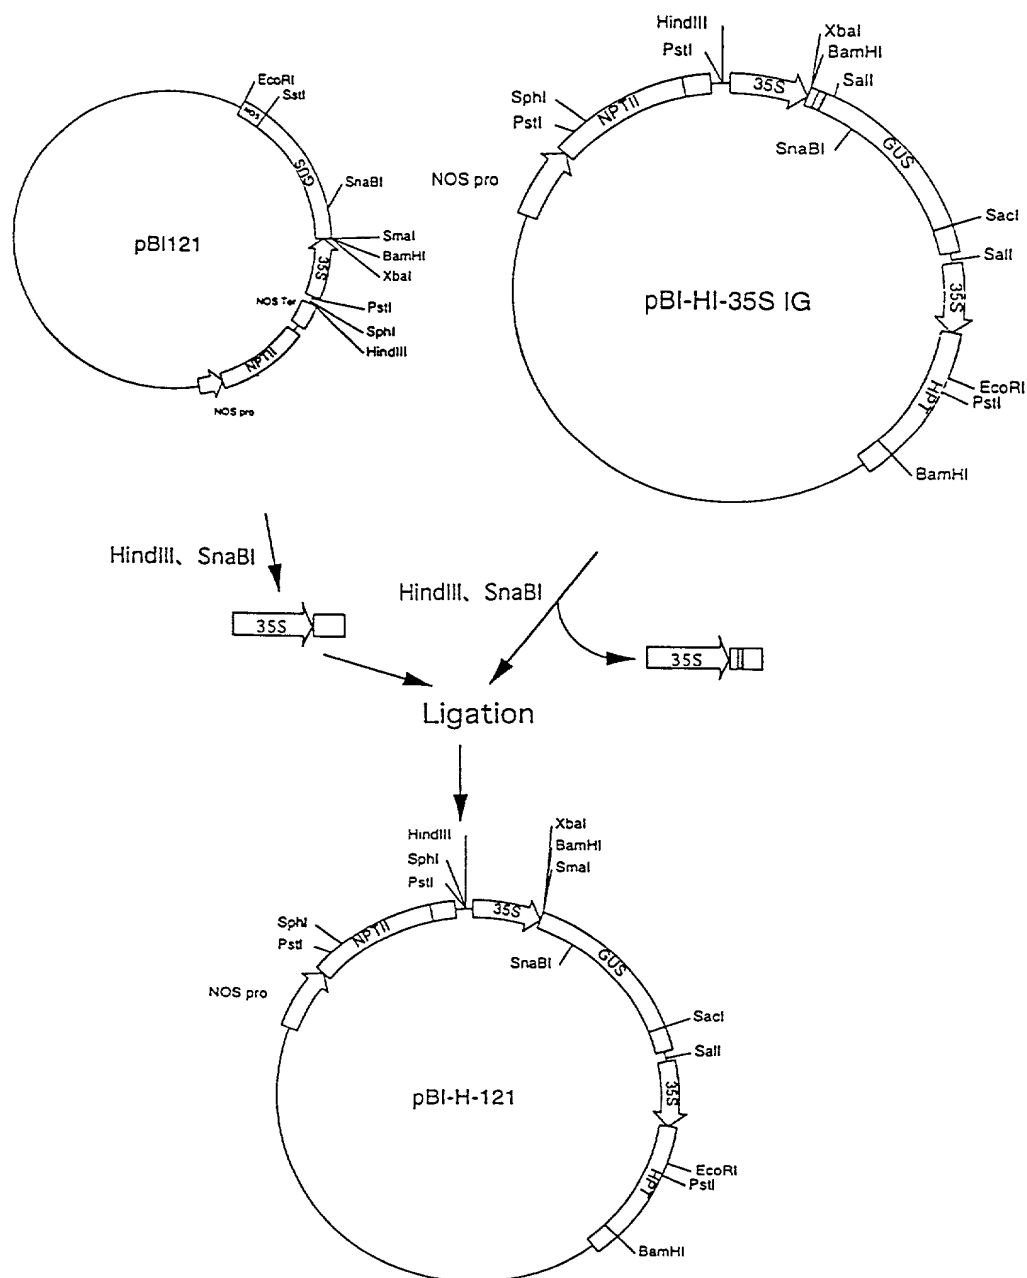 EcoRI
SstI
GUS
SnaBI
pBI121
SmaI
BamHI
XbaI
35S
NOS Ter
PstI
SphI
HindIII
NPTII
NOS pro
HindIII
PstI
XbaI
BamHI
SalI
35S
SphI
PstI
NPTII
SnaBI
GUS
NOS pro
SacI
SalI
pBI-HI-35S IG
35S
EcoRI
PstI
HPT
BamHI
HindIII、SnaBI
HindIII、SnaBI
35S
35S
Ligation
HindIII
SphI
PstI
XbaI
BamHI
SmaI
35S
SphI
PstI
NPTII
SnaBI
GUS
NOS pro
SacI
SalI
pBI-H-121
35S
EcoRI
PstI
HPT
BamHI